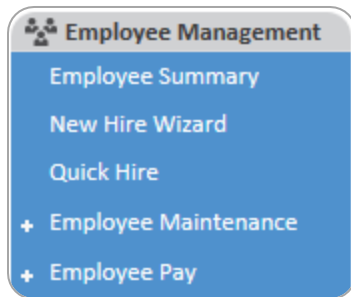 Employee Management
Employee Summary
New Hire Wizard
Quick Hire
+ Employee Maintenance
+ Employee Pay